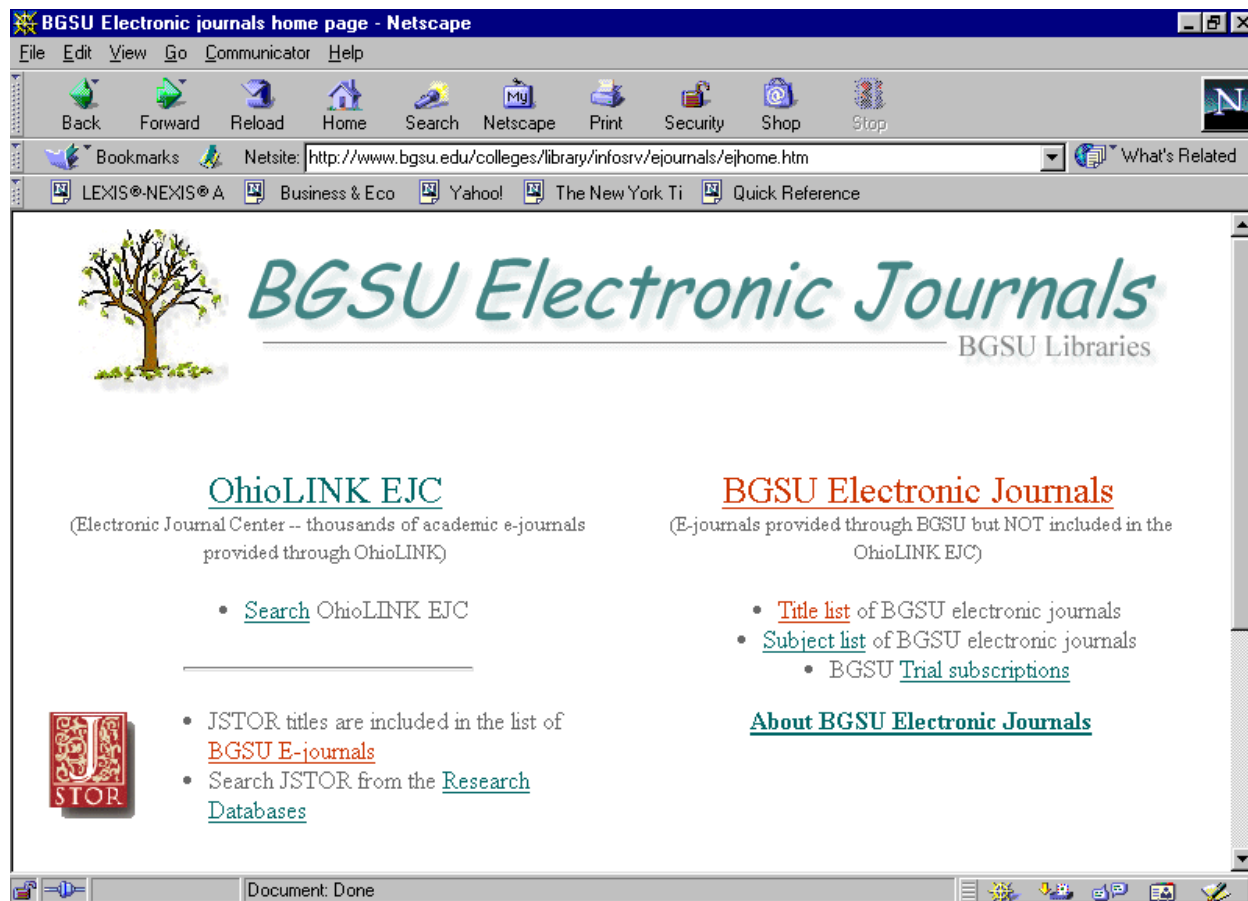 BGSU Electronic journals home page - Netscape
File Edit View Go Communicator Help
My
N
Back Forward Reload Home Search Netscape Print Security Shop Stop
Bookmarks Netsite: http://www.bgsu.edu/colleges/library/infosrv/ejournals/ejhome.htm What's Related
LEXIS®-NEXIS® A Business & Eco Yahoo! The New York Ti Quick Reference
BGSU Electronic Journals
BGSU Libraries
OhioLINK EJC
(Electronic Journal Center -- thousands of academic e-journals
provided through OhioLINK)
• Search OhioLINK EJC
BGSU Electronic Journals
(E-journals provided through BGSU but NOT included in the
OhioLINK EJC)
• Title list of BGSU electronic journals
• Subject list of BGSU electronic journals
• BGSU Trial subscriptions
About BGSU Electronic Journals
J
STOR
• JSTOR titles are included in the list of
BGSU E-journals
• Search JSTOR from the Research
Databases
Document: Done